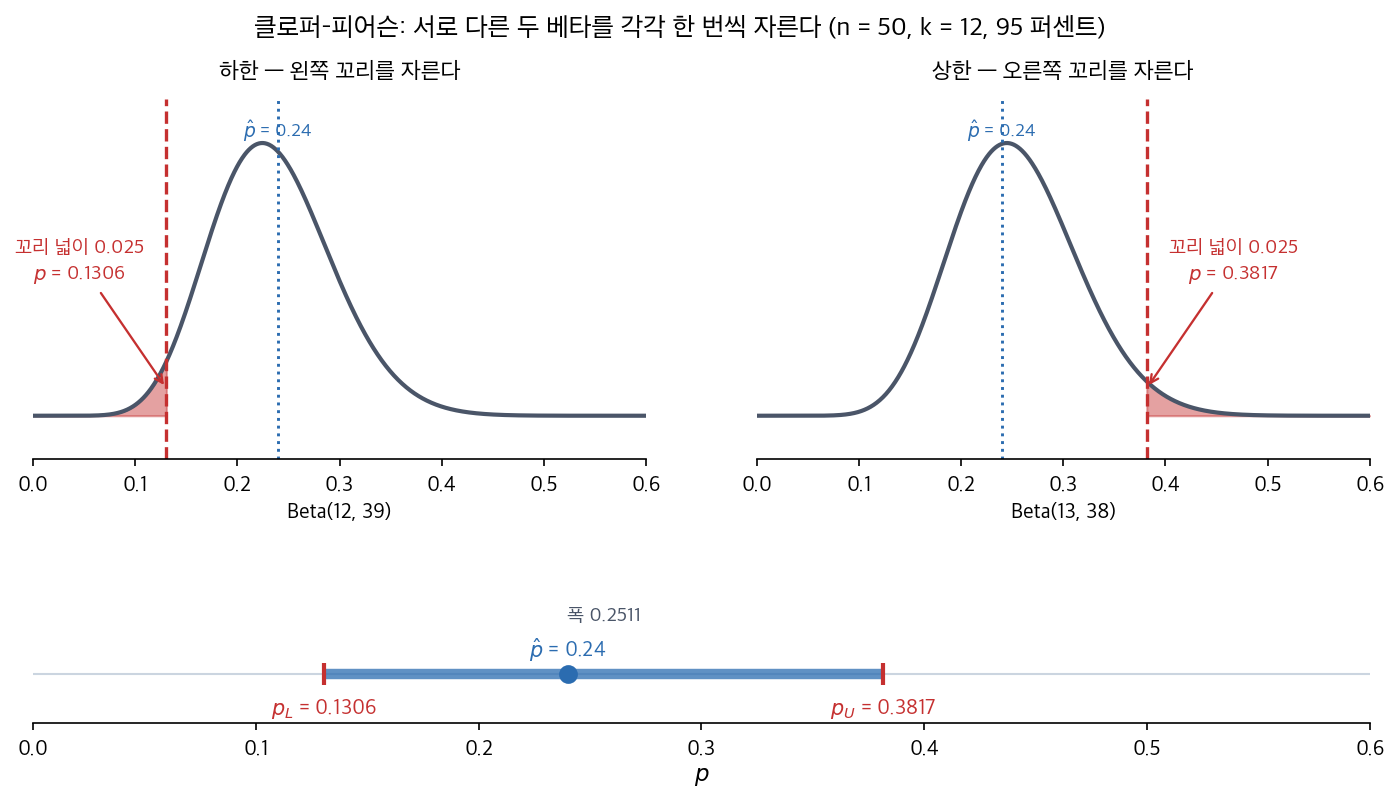 클로퍼-피어슨: 서로 다른 두 베타를 각각 한 번씩 자른다 (n = 50, k = 12, 95 퍼센트)
하한 — 왼쪽 꼬리를 자른다
p̂ = 0.24
꼬리 넓이 0.025
p = 0.1306
0.0 0.1 0.2 0.3 0.4 0.5 0.6
Beta(12, 39)
상한 — 오른쪽 꼬리를 자른다
p̂ = 0.24
꼬리 넓이 0.025
p = 0.3817
0.0 0.1 0.2 0.3 0.4 0.5 0.6
Beta(13, 38)
폭 0.2511
p̂ = 0.24
p_L = 0.1306
p_U = 0.3817
0.0 0.1 0.2 0.3 0.4 0.5 0.6
p